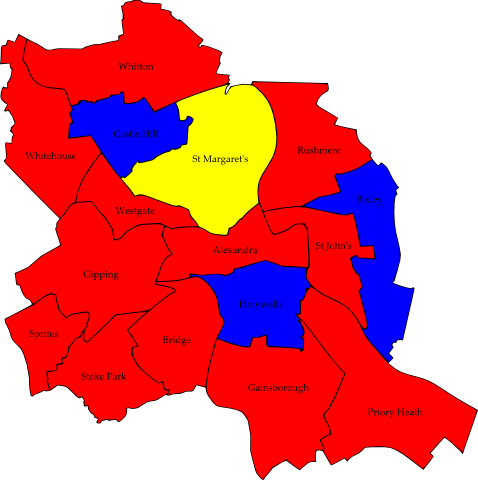 Whitton
Castle Hill
Rushmere
Whitehouse
St Margaret's
Bixley
Westgate
Alexandra
St John's
Gipping
Holywells
Sprites
Bridge
Stoke Park
Gainsborough
Priory Heath